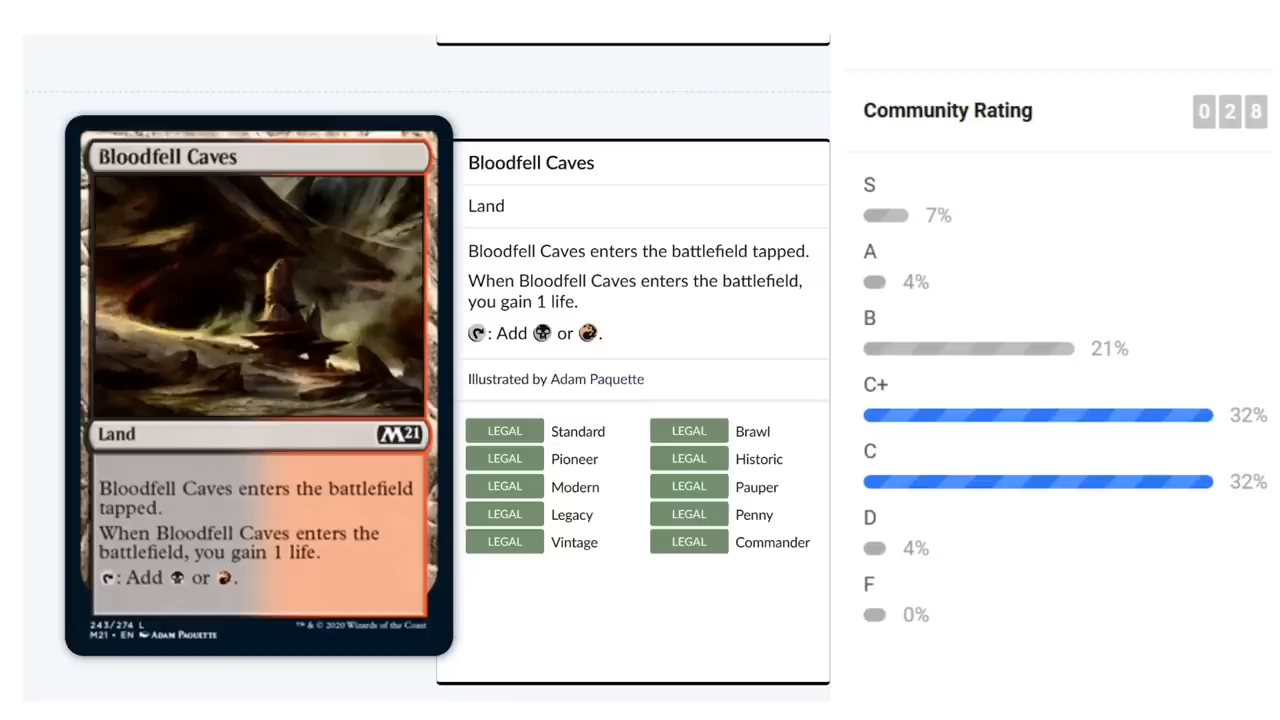 Bloodfell Caves
Land
M21
Bloodfell Caves enters the battlefield
tapped.
When Bloodfell Caves enters the
battlefield, you gain 1 life.
: Add or .
243/274 L
M21 • EN Adam Paquette
™ & © 2020 Wizards of the Coast
Bloodfell Caves
Land
Bloodfell Caves enters the battlefield tapped.
When Bloodfell Caves enters the battlefield,
you gain 1 life.
: Add or .
Illustrated by Adam Paquette
LEGAL Standard LEGAL Brawl
LEGAL Pioneer LEGAL Historic
LEGAL Modern LEGAL Pauper
LEGAL Legacy LEGAL Penny
LEGAL Vintage LEGAL Commander
Community Rating 0 2 8
S
7%
A
4%
B
21%
C+
32%
C
32%
D
4%
F
0%